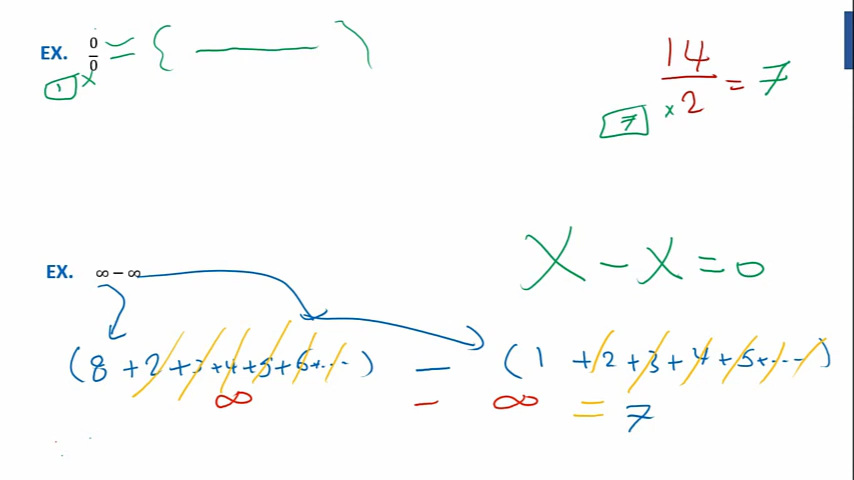 EX. 0/0 = { ——— }
1 ×
14/2 = 7
7 ×
EX. ∞ − ∞
X − X = 0
(8 + 2 + 3 + 4 + 5 + 6 + ...) − (1 + 2 + 3 + 4 + 5 + ...)
∞ − ∞ = 7